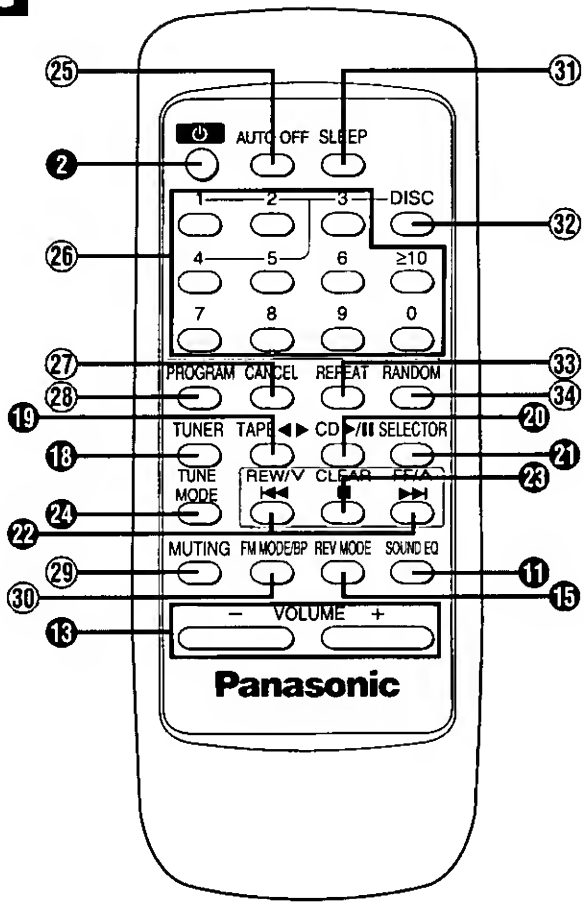 25 31
⏻ AUTO OFF SLEEP
2
1 2 3 DISC
32
26
4 5 6 ≥10
7 8 9 0
27 33
PROGRAM CANCEL REPEAT RANDOM
28 34
19 20
TUNER TAPE ◀ ▶ CD ▶/❚❚ SELECTOR
18 21
TUNE MODE REW/∨ CLEAR FF/∧
⏮ ■ ⏭
24 23
22
MUTING FM MODE/BP REV MODE SOUND EQ
29 11
30 15
− VOLUME +
13
Panasonic